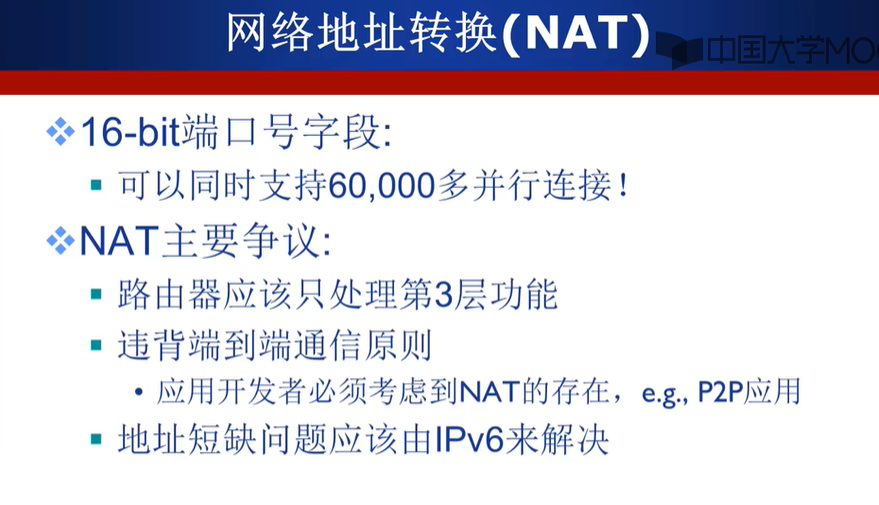 网络地址转换(NAT)
中国大学MO
16-bit端口号字段:
可以同时支持60,000多并行连接!
NAT主要争议:
路由器应该只处理第3层功能
违背端到端通信原则
应用开发者必须考虑到NAT的存在，e.g., P2P应用
地址短缺问题应该由IPv6来解决